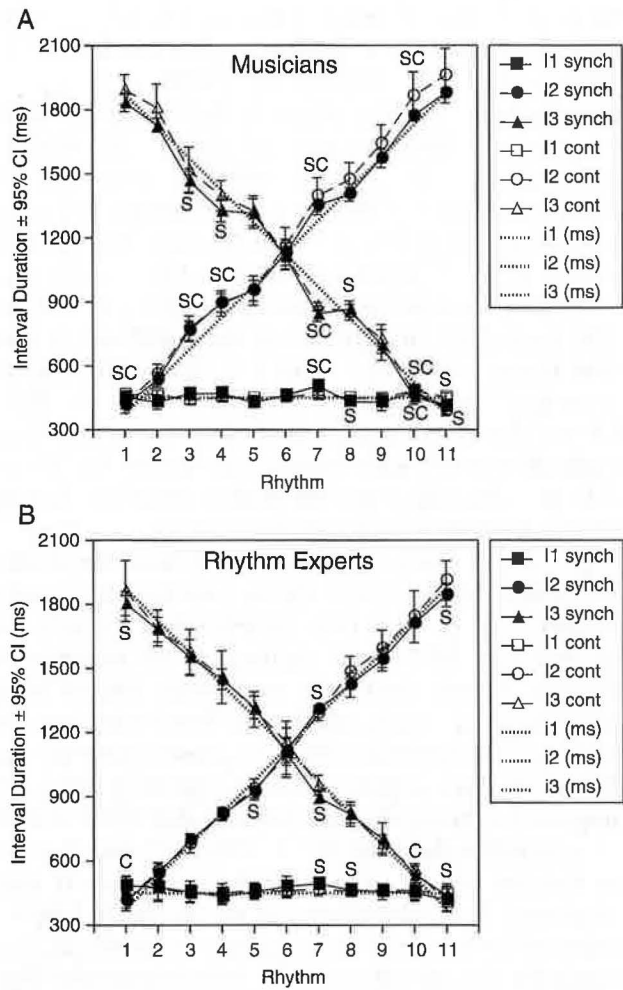 A
Musicians
2100
1800
1500
1200
900
600
300
Interval Duration ± 95% CI (ms)
SC
SC
S
S
SC
SC
S
SC
SC
SC
S
S
SC
S
1 2 3 4 5 6 7 8 9 10 11
Rhythm
I1 synch
I2 synch
I3 synch
I1 cont
I2 cont
I3 cont
i1 (ms)
i2 (ms)
i3 (ms)
B
Rhythm Experts
2100
1800
1500
1200
900
600
300
Interval Duration ± 95% CI (ms)
S
S
S
S
S
C
S
S
C
S
1 2 3 4 5 6 7 8 9 10 11
Rhythm
I1 synch
I2 synch
I3 synch
I1 cont
I2 cont
I3 cont
i1 (ms)
i2 (ms)
i3 (ms)